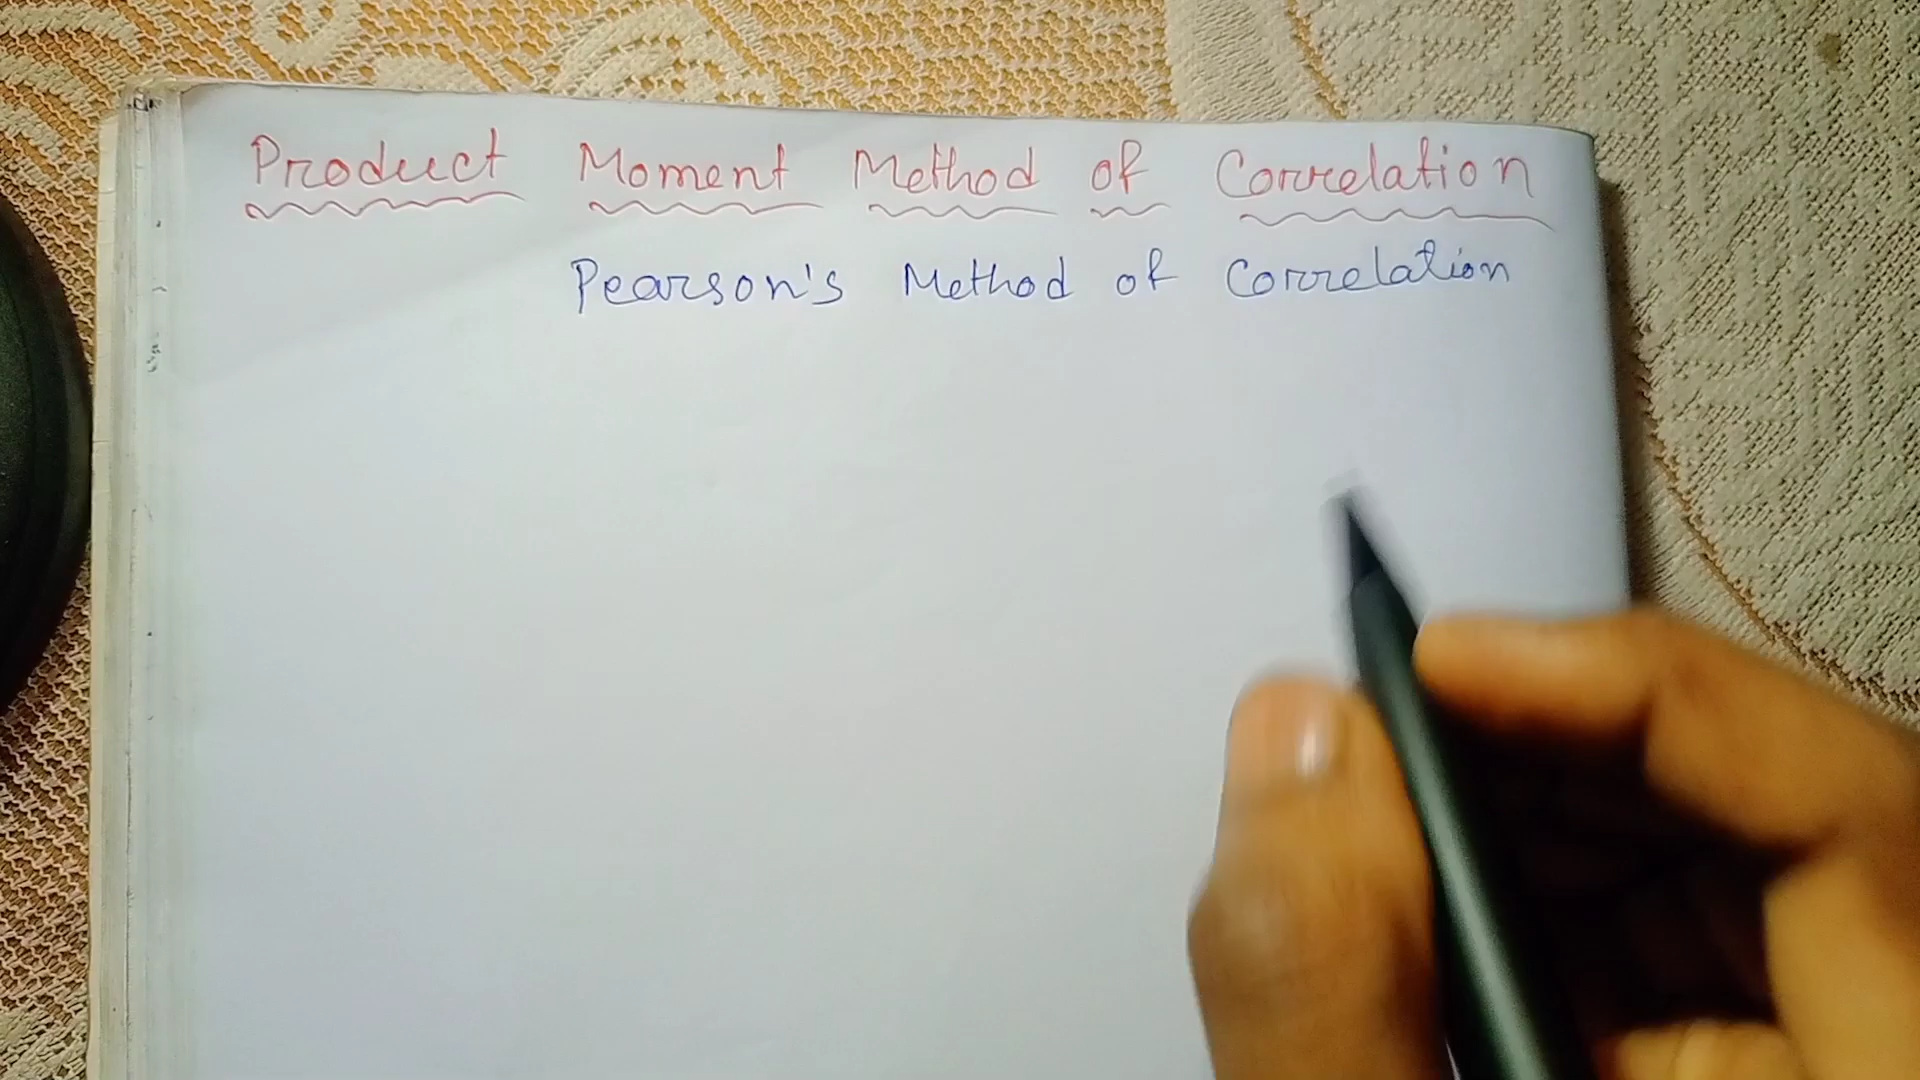 Product Moment Method of Correlation
Pearson's Method of Correlation